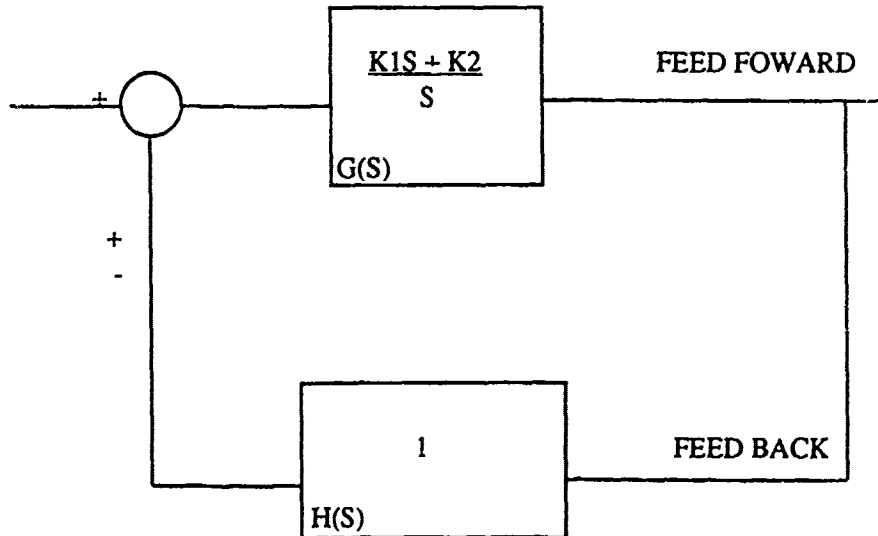 K1S + K2
S
FEED FOWARD
+
G(S)
+
-
1
FEED BACK
H(S)